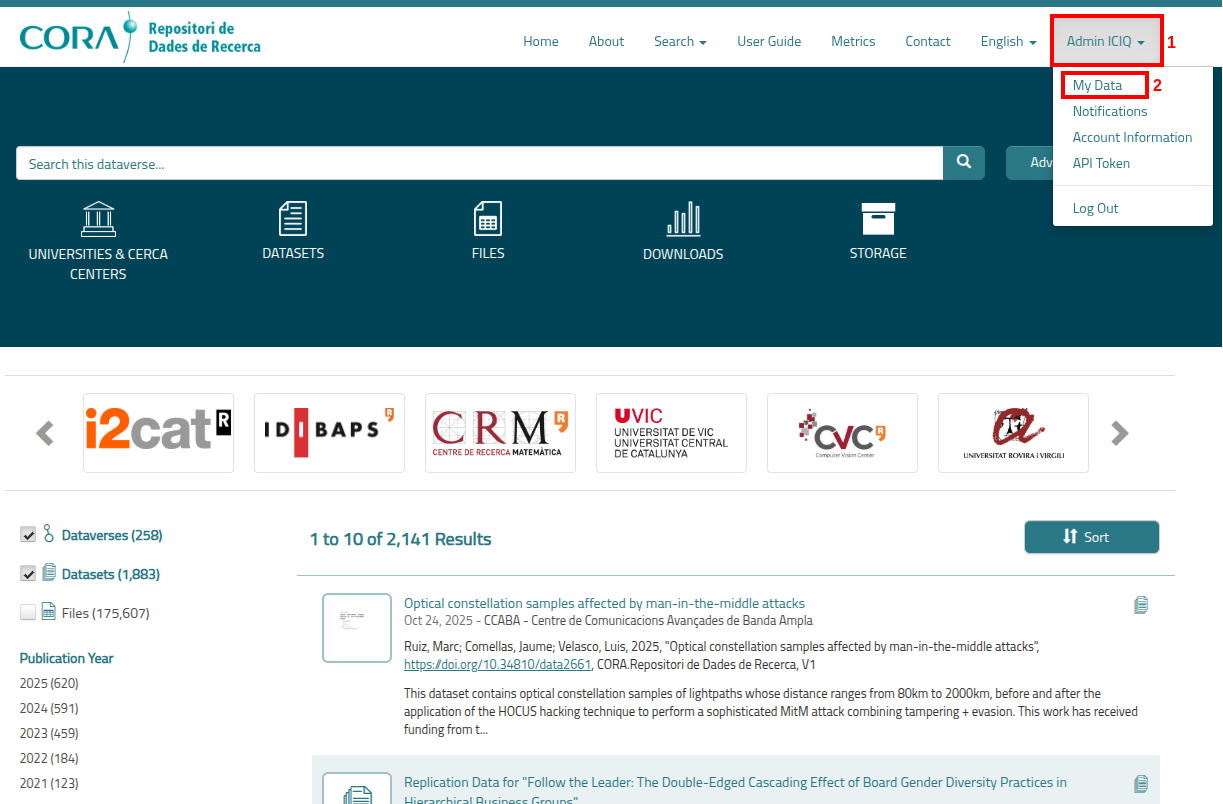 CORA
Repositori de
Dades de Recerca
Home About Search User Guide Metrics Contact English Admin ICIQ 1
My Data 2
Notifications
Account Information
API Token
Log Out
Search this dataverse...
Adv
UNIVERSITIES & CERCA
CENTERS
DATASETS
FILES
DOWNLOADS
STORAGE
i2cat R
IDIBAPS
CRM
CENTRE DE RECERCA MATEMÀTICA
UVIC
UNIVERSITAT DE VIC
UNIVERSITAT CENTRAL
DE CATALUNYA
CVC
Computer Vision Center
UNIVERSITAT ROVIRA i VIRGILI
Dataverses (258)
Datasets (1,883)
Files (175,607)
Publication Year
2025 (620)
2024 (591)
2023 (459)
2022 (184)
2021 (123)
1 to 10 of 2,141 Results
Sort
Optical constellation samples affected by man-in-the-middle attacks
Oct 24, 2025 - CCABA - Centre de Comunicacions Avançades de Banda Ampla
Ruiz, Marc; Comellas, Jaume; Velasco, Luis, 2025, "Optical constellation samples affected by man-in-the-middle attacks",
https://doi.org/10.34810/data2661, CORA.Repositori de Dades de Recerca, V1
This dataset contains optical constellation samples of lightpaths whose distance ranges from 80km to 2000km, before and after the
application of the HOCUS hacking technique to perform a sophisticated MitM attack combining tampering + evasion. This work has received
funding from t...
Replication Data for "Follow the Leader: The Double-Edged Cascading Effect of Board Gender Diversity Practices in
Hierarchical Business Groups"